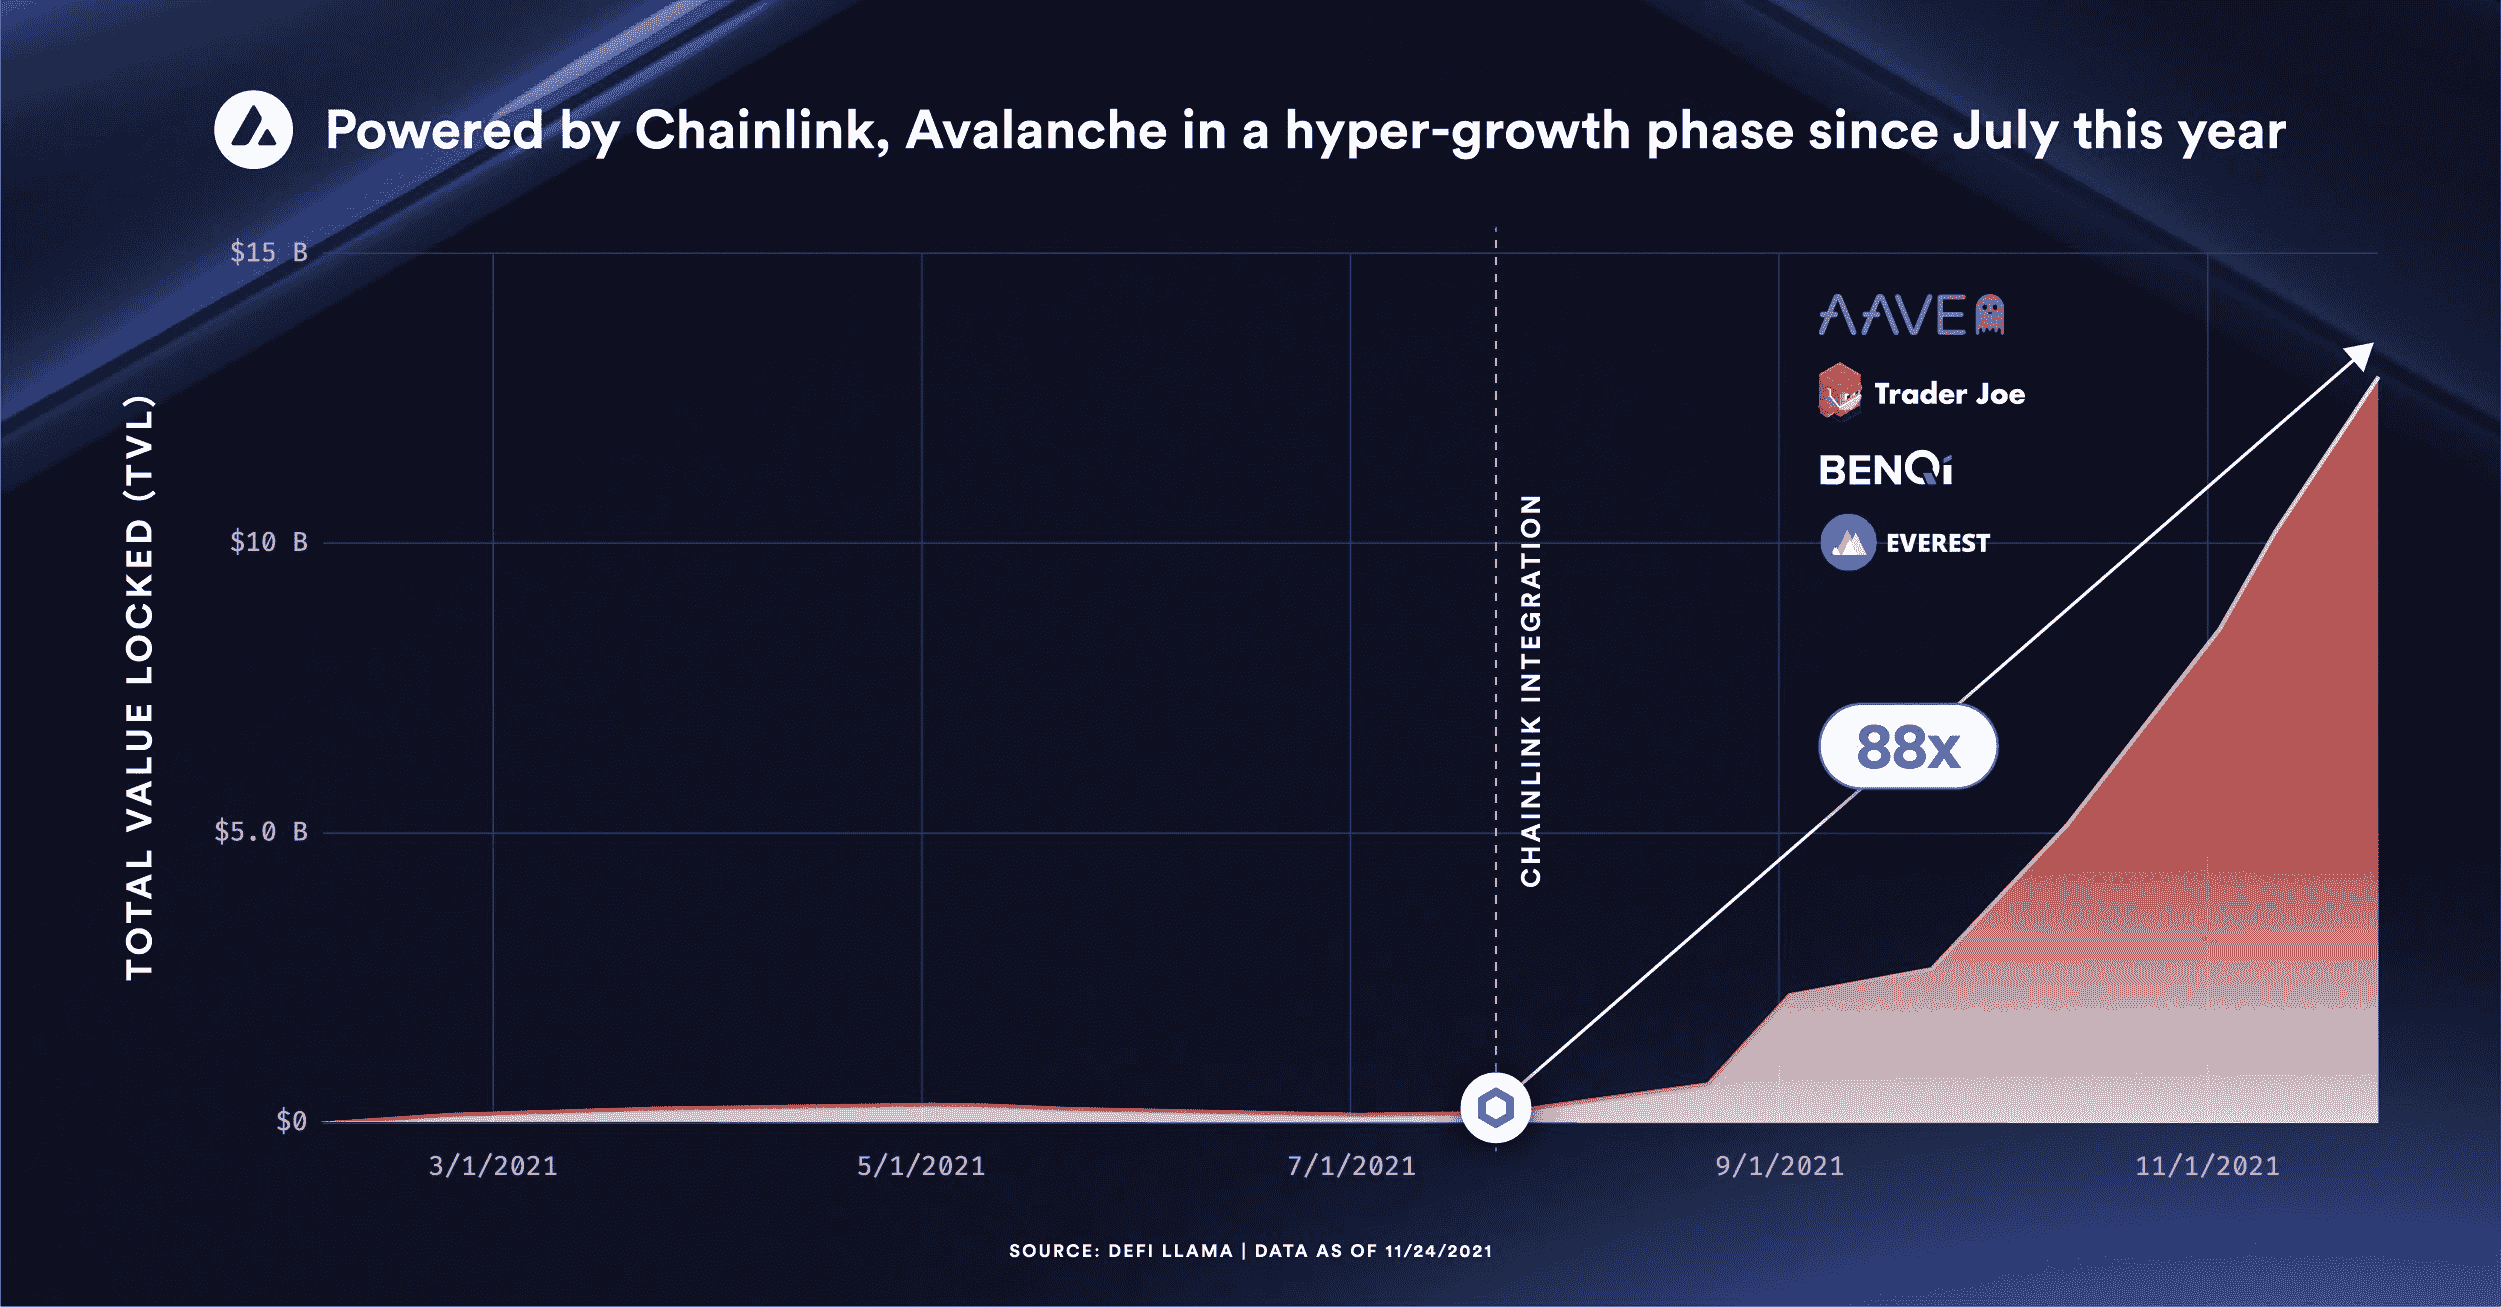 Powered by Chainlink, Avalanche in a hyper-growth phase since July this year
TOTAL VALUE LOCKED (TVL)
$15 B
$10 B
$5.0 B
$0
CHAINLINK INTEGRATION
AAVE
Trader Joe
BENQi
EVEREST
88x
3/1/2021
5/1/2021
7/1/2021
9/1/2021
11/1/2021
SOURCE: DEFI LLAMA | DATA AS OF 11/24/2021